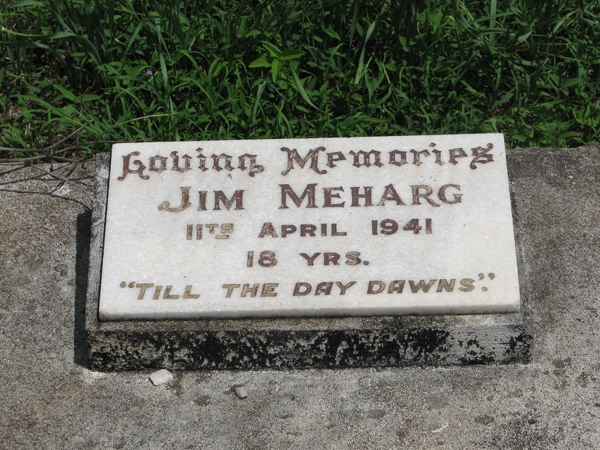 Loving Memories
JIM MEHARG
11TH APRIL 1941
18 YRS.
"TILL THE DAY DAWNS."